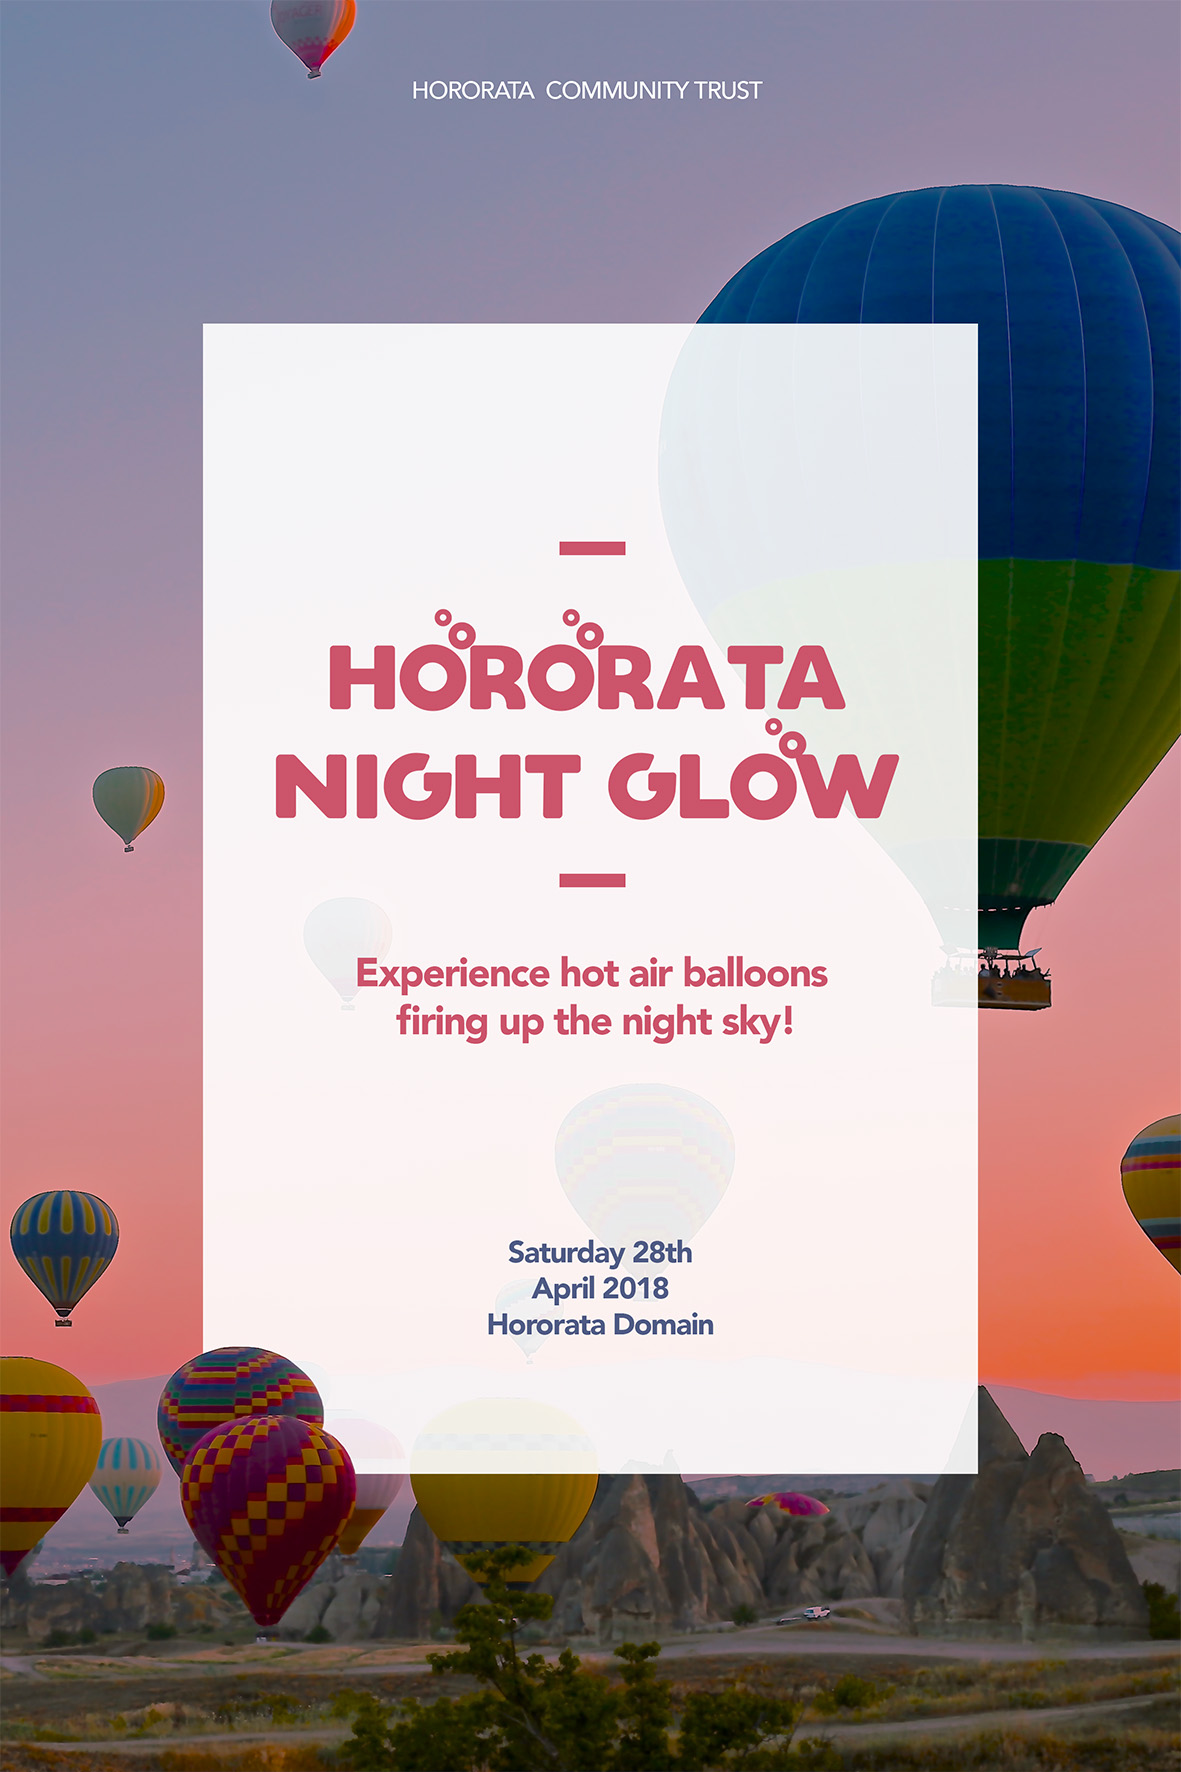 HORORATA COMMUNITY TRUST
HORORATA
NIGHT GLOW
Experience hot air balloons
firing up the night sky!
Saturday 28th
April 2018
Hororata Domain